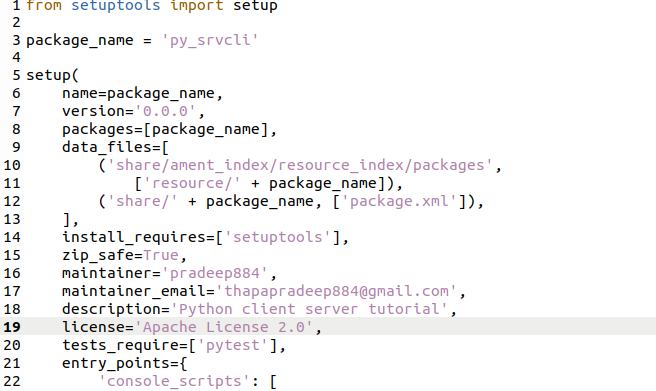 1 from setuptools import setup
2
3 package_name = 'py_srvcli'
4
5 setup(
6     name=package_name,
7     version='0.0.0',
8     packages=[package_name],
9     data_files=[
10         ('share/ament_index/resource_index/packages',
11             ['resource/' + package_name]),
12         ('share/' + package_name, ['package.xml']),
13     ],
14     install_requires=['setuptools'],
15     zip_safe=True,
16     maintainer='pradeep884',
17     maintainer_email='thapapradeep884@gmail.com',
18     description='Python client server tutorial',
19     license='Apache License 2.0',
20     tests_require=['pytest'],
21     entry_points={
22         'console_scripts': [